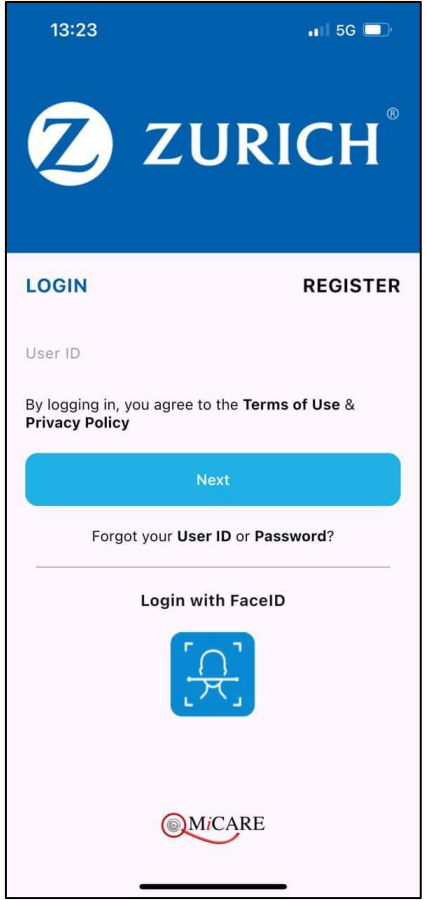 13:23
5G
Z ZURICH®
LOGIN
REGISTER
User ID
By logging in, you agree to the Terms of Use &
Privacy Policy
Next
Forgot your User ID or Password?
Login with FaceID
MiCARE